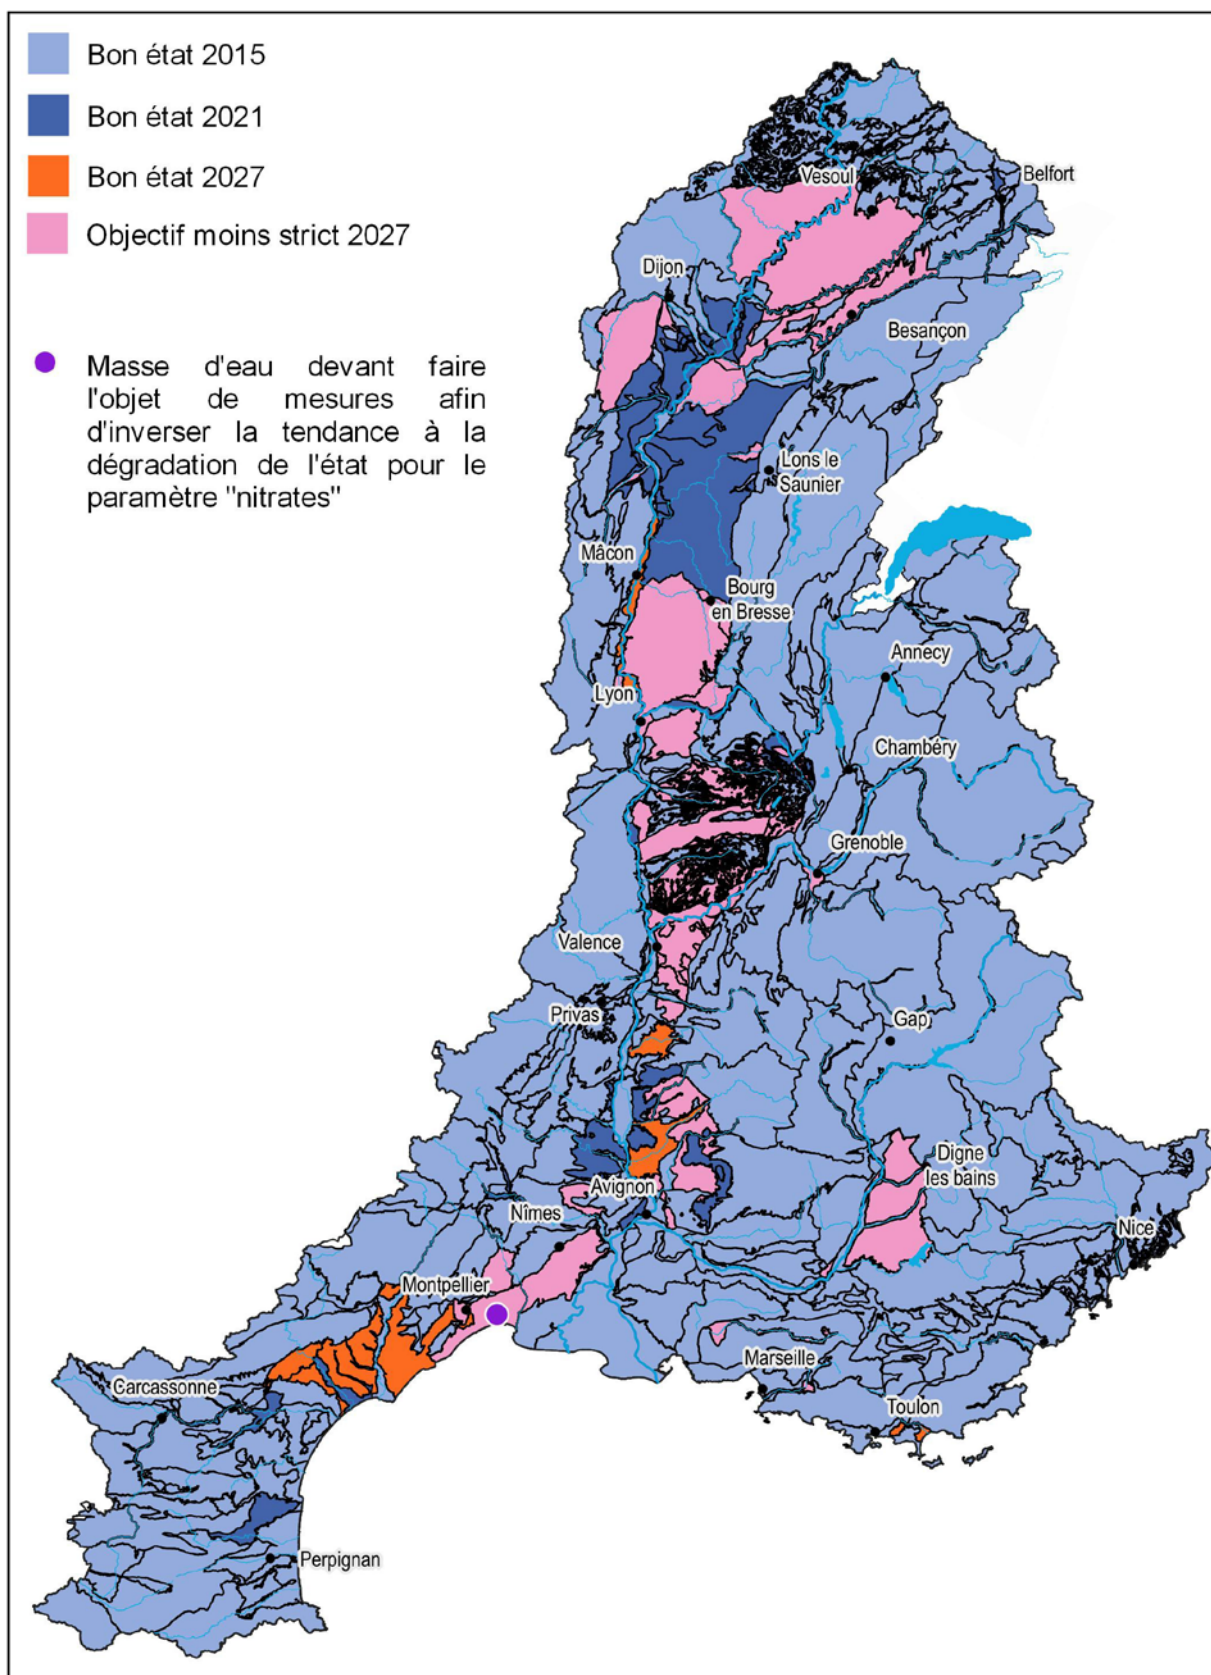 Bon état 2015
Bon état 2021
Bon état 2027
Objectif moins strict 2027
Masse d'eau devant faire
l'objet de mesures afin
d'inverser la tendance à la
dégradation de l'état pour le
paramètre "nitrates"
Vesoul
Belfort
Dijon
Besançon
Lons le
Saunier
Mâcon
Bourg
en Bresse
Annecy
Lyon
Chambéry
Grenoble
Valence
Privas
Gap
Digne
les bains
Avignon
Nîmes
Nice
Montpellier
Marseille
Carcassonne
Toulon
Perpignan